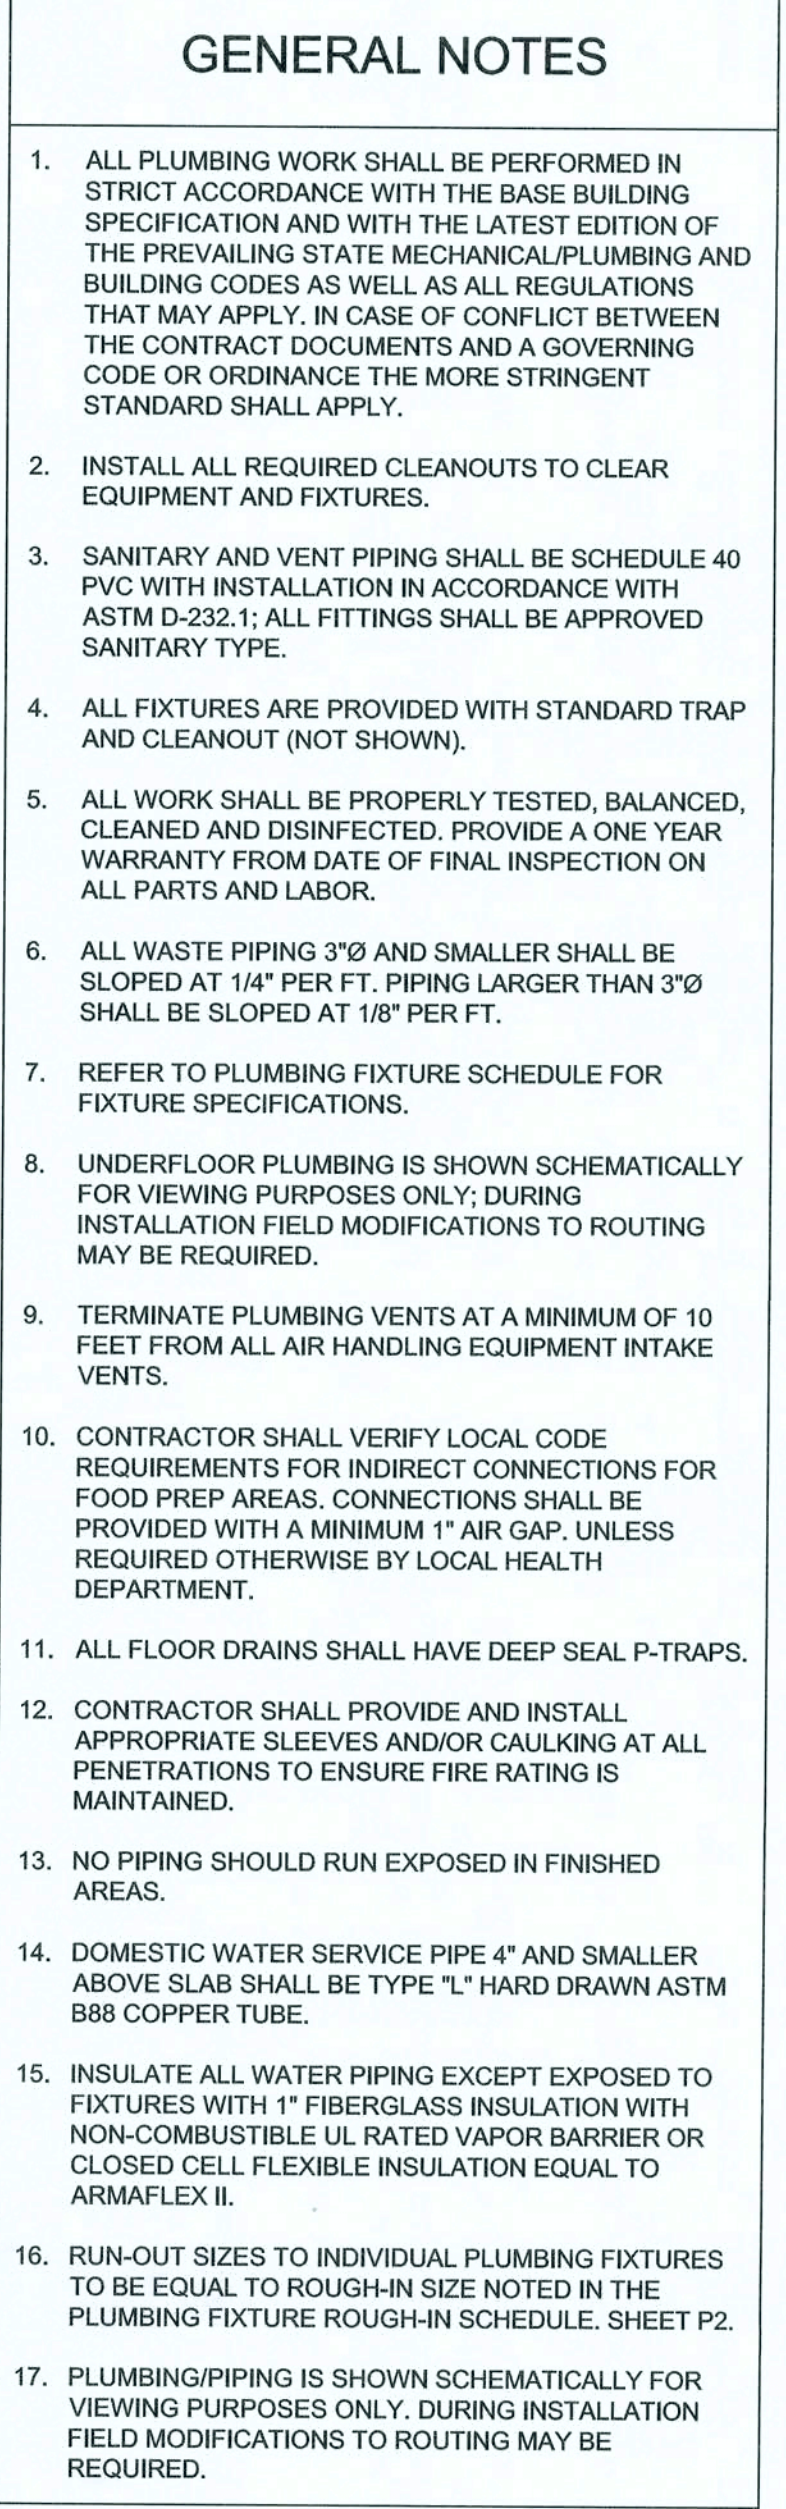 GENERAL NOTES
1. ALL PLUMBING WORK SHALL BE PERFORMED IN
STRICT ACCORDANCE WITH THE BASE BUILDING
SPECIFICATION AND WITH THE LATEST EDITION OF
THE PREVAILING STATE MECHANICAL/PLUMBING AND
BUILDING CODES AS WELL AS ALL REGULATIONS
THAT MAY APPLY. IN CASE OF CONFLICT BETWEEN
THE CONTRACT DOCUMENTS AND A GOVERNING
CODE OR ORDINANCE THE MORE STRINGENT
STANDARD SHALL APPLY.
2. INSTALL ALL REQUIRED CLEANOUTS TO CLEAR
EQUIPMENT AND FIXTURES.
3. SANITARY AND VENT PIPING SHALL BE SCHEDULE 40
PVC WITH INSTALLATION IN ACCORDANCE WITH
ASTM D-232.1; ALL FITTINGS SHALL BE APPROVED
SANITARY TYPE.
4. ALL FIXTURES ARE PROVIDED WITH STANDARD TRAP
AND CLEANOUT (NOT SHOWN).
5. ALL WORK SHALL BE PROPERLY TESTED, BALANCED,
CLEANED AND DISINFECTED. PROVIDE A ONE YEAR
WARRANTY FROM DATE OF FINAL INSPECTION ON
ALL PARTS AND LABOR.
6. ALL WASTE PIPING 3"Ø AND SMALLER SHALL BE
SLOPED AT 1/4" PER FT. PIPING LARGER THAN 3"Ø
SHALL BE SLOPED AT 1/8" PER FT.
7. REFER TO PLUMBING FIXTURE SCHEDULE FOR
FIXTURE SPECIFICATIONS.
8. UNDERFLOOR PLUMBING IS SHOWN SCHEMATICALLY
FOR VIEWING PURPOSES ONLY; DURING
INSTALLATION FIELD MODIFICATIONS TO ROUTING
MAY BE REQUIRED.
9. TERMINATE PLUMBING VENTS AT A MINIMUM OF 10
FEET FROM ALL AIR HANDLING EQUIPMENT INTAKE
VENTS.
10. CONTRACTOR SHALL VERIFY LOCAL CODE
REQUIREMENTS FOR INDIRECT CONNECTIONS FOR
FOOD PREP AREAS. CONNECTIONS SHALL BE
PROVIDED WITH A MINIMUM 1" AIR GAP. UNLESS
REQUIRED OTHERWISE BY LOCAL HEALTH
DEPARTMENT.
11. ALL FLOOR DRAINS SHALL HAVE DEEP SEAL P-TRAPS.
12. CONTRACTOR SHALL PROVIDE AND INSTALL
APPROPRIATE SLEEVES AND/OR CAULKING AT ALL
PENETRATIONS TO ENSURE FIRE RATING IS
MAINTAINED.
13. NO PIPING SHOULD RUN EXPOSED IN FINISHED
AREAS.
14. DOMESTIC WATER SERVICE PIPE 4" AND SMALLER
ABOVE SLAB SHALL BE TYPE "L" HARD DRAWN ASTM
B88 COPPER TUBE.
15. INSULATE ALL WATER PIPING EXCEPT EXPOSED TO
FIXTURES WITH 1" FIBERGLASS INSULATION WITH
NON-COMBUSTIBLE UL RATED VAPOR BARRIER OR
CLOSED CELL FLEXIBLE INSULATION EQUAL TO
ARMAFLEX II.
16. RUN-OUT SIZES TO INDIVIDUAL PLUMBING FIXTURES
TO BE EQUAL TO ROUGH-IN SIZE NOTED IN THE
PLUMBING FIXTURE ROUGH-IN SCHEDULE. SHEET P2.
17. PLUMBING/PIPING IS SHOWN SCHEMATICALLY FOR
VIEWING PURPOSES ONLY. DURING INSTALLATION
FIELD MODIFICATIONS TO ROUTING MAY BE
REQUIRED.